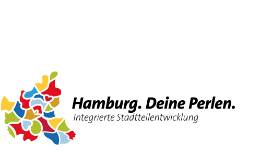 Hamburg. Deine Perlen.
Integrierte Stadtteilentwicklung